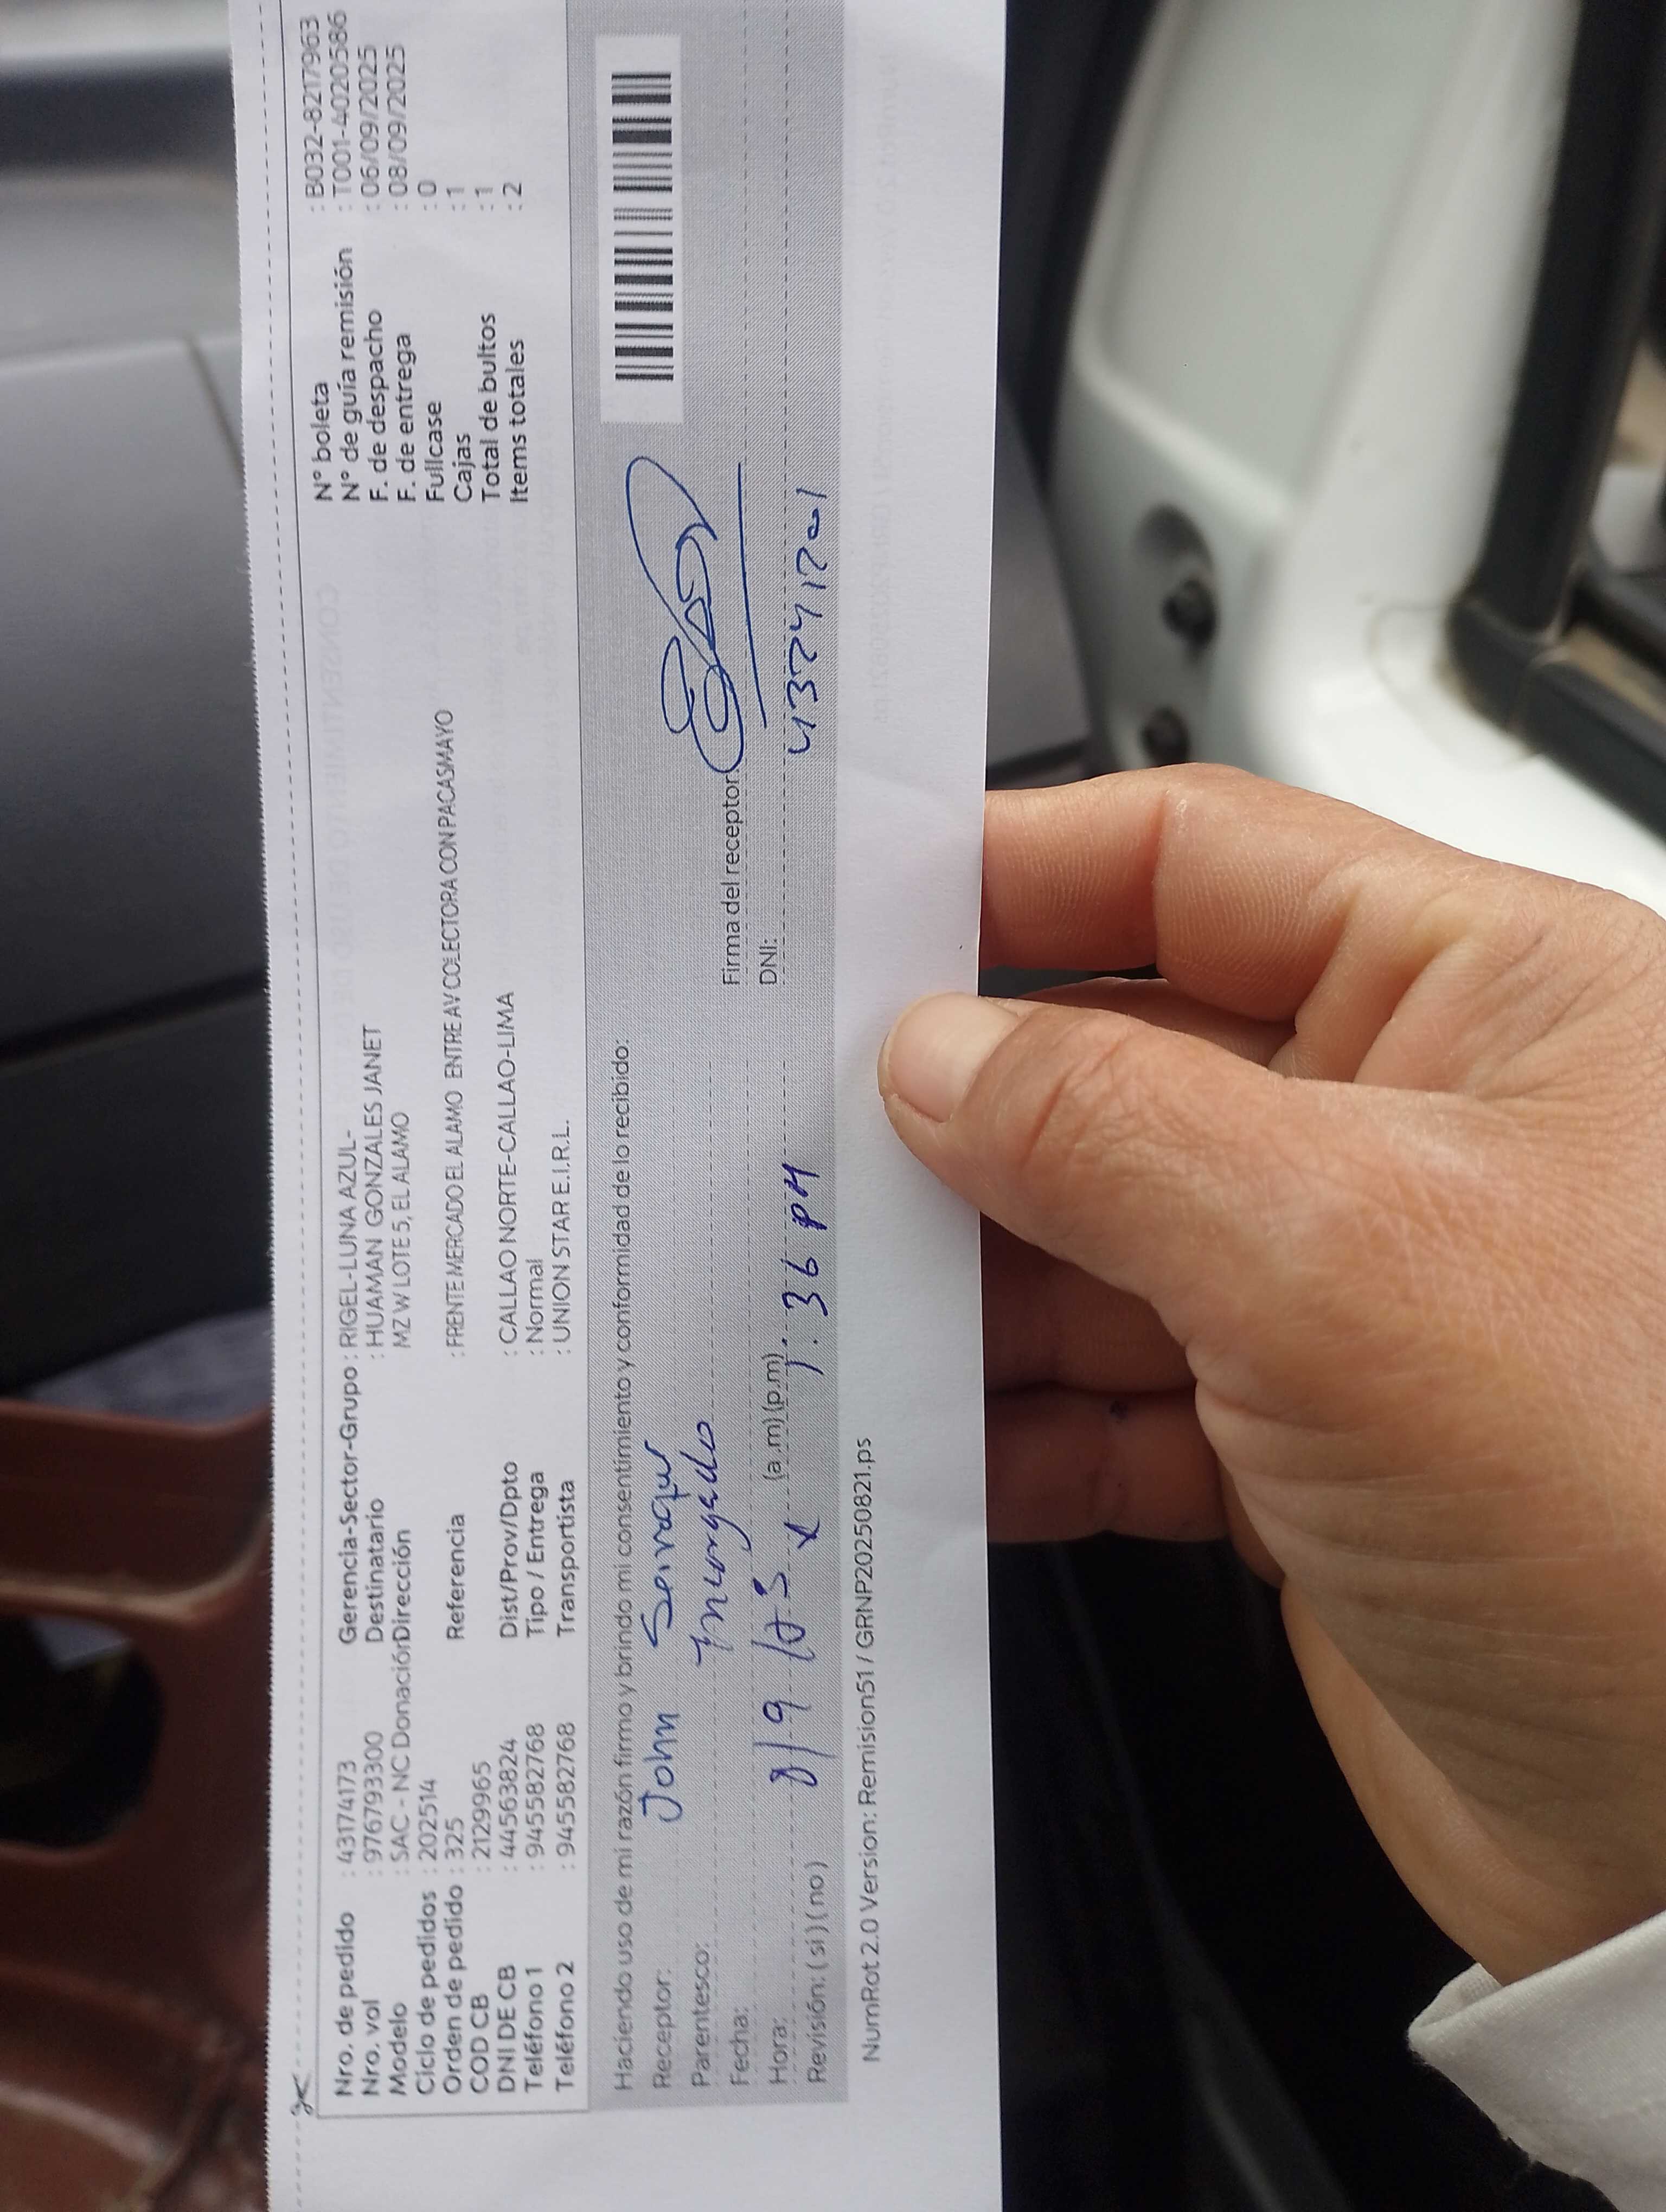 Nro. de pedido : 43174173
Nro. vol : 976793300
Modelo : SAC - NC Donación
Ciclo de pedidos : 202514
Orden de pedido : 325
COD CB : 2129965
DNI DE CB : 44563824
Teléfono 1 : 945582768
Teléfono 2 : 945582768
Gerencia-Sector-Grupo : RIGEL-LUNA AZUL-
Destinatario : HUAMAN GONZALES JANET
Dirección MZ W LOTE 5, EL ALAMO
Referencia : FRENTE MERCADO EL ALAMO ENTRE AV COLECTORA CON PACASMAYO
Dist/Prov/Dpto : CALLAO NORTE-CALLAO-LIMA
Tipo / Entrega : Normal
Transportista : UNION STAR E.I.R.L.
N° boleta : B032-8217963
N° de guía remisión : T001-4020586
F. de despacho : 06/09/2025
F. de entrega : 08/09/2025
Fullcase : 0
Cajas : 1
Total de bultos : 1
Items totales : 2
Haciendo uso de mi razón firmo y brindo mi consentimiento y conformidad de lo recibido:
Receptor: John
Parentesco:
Fecha:
Hora: (a.m) (p.m) 1:36 PM
Revisión: ( si ) ( no )
Firma del receptor:
DNI:
NumRot 2.0 Version: Remision51 / GRNP20250821.ps